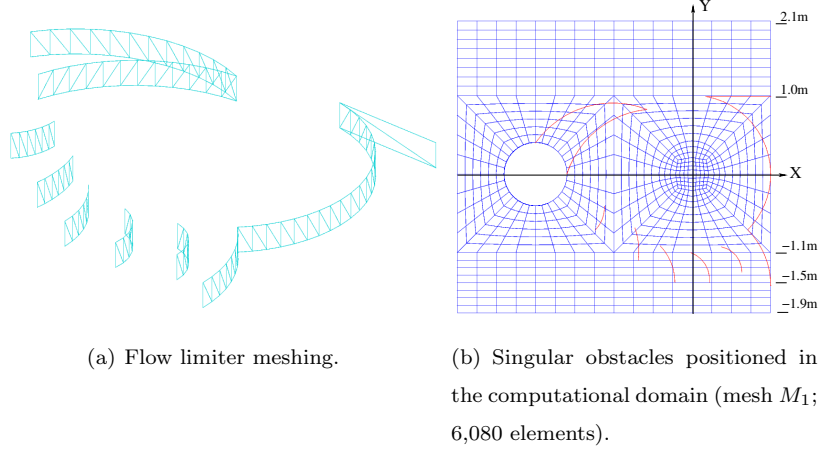 Y
2.1m
1.0m
X
−1.1m
−1.5m
−1.9m
(a) Flow limiter meshing.
(b) Singular obstacles positioned in
the computational domain (mesh M1;
6,080 elements).